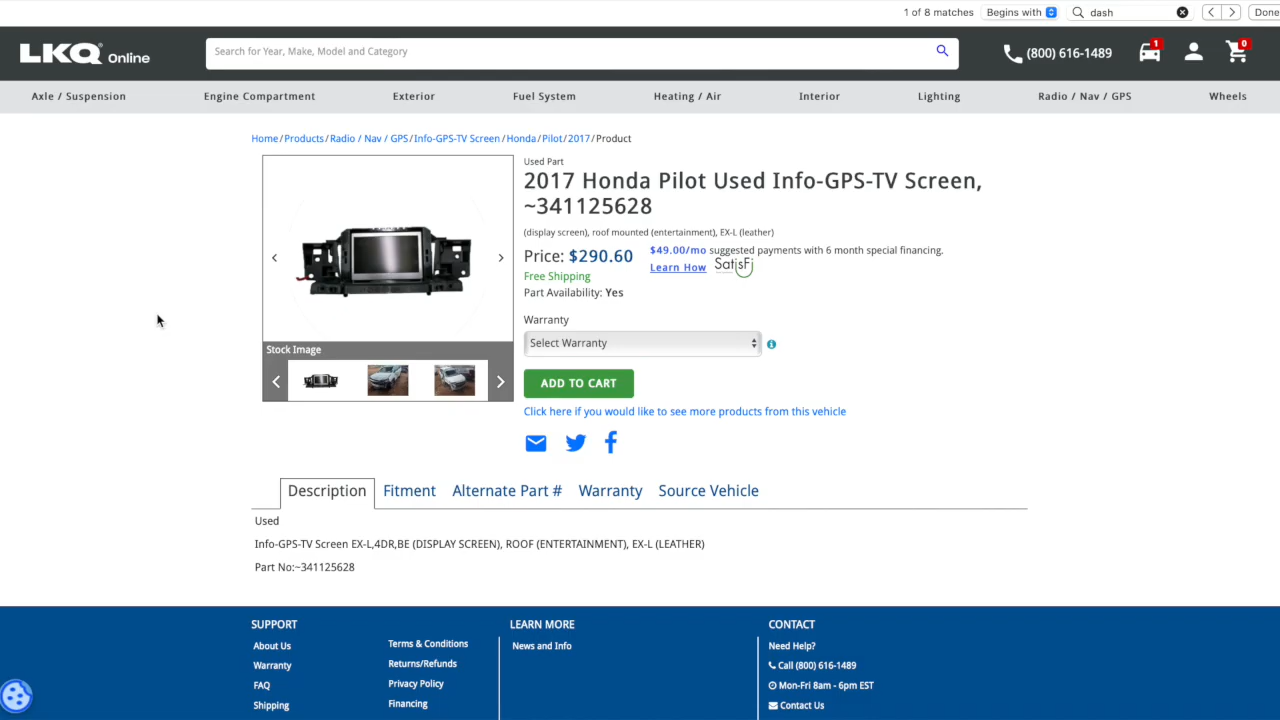 1 of 8 matches Begins with dash Done
LKQ Online
Search for Year, Make, Model and Category
(800) 616-1489
1
0
Axle / Suspension Engine Compartment Exterior Fuel System Heating / Air Interior Lighting Radio / Nav / GPS Wheels
Home / Products / Radio / Nav / GPS / Info-GPS-TV Screen / Honda / Pilot / 2017 / Product
Used Part
2017 Honda Pilot Used Info-GPS-TV Screen,
~341125628
(display screen), roof mounted (entertainment), EX-L (leather)
Price: $290.60
$49.00/mo suggested payments with 6 month special financing.
Learn How SatisFi
Free Shipping
Part Availability: Yes
Warranty
Select Warranty
Stock Image
ADD TO CART
Click here if you would like to see more products from this vehicle
Description Fitment Alternate Part # Warranty Source Vehicle
Used
Info-GPS-TV Screen EX-L,4DR,BE (DISPLAY SCREEN), ROOF (ENTERTAINMENT), EX-L (LEATHER)
Part No:~341125628
SUPPORT
About Us
Warranty
FAQ
Shipping
Terms & Conditions
Returns/Refunds
Privacy Policy
Financing
LEARN MORE
News and Info
CONTACT
Need Help?
Call (800) 616-1489
Mon-Fri 8am - 6pm EST
Contact Us